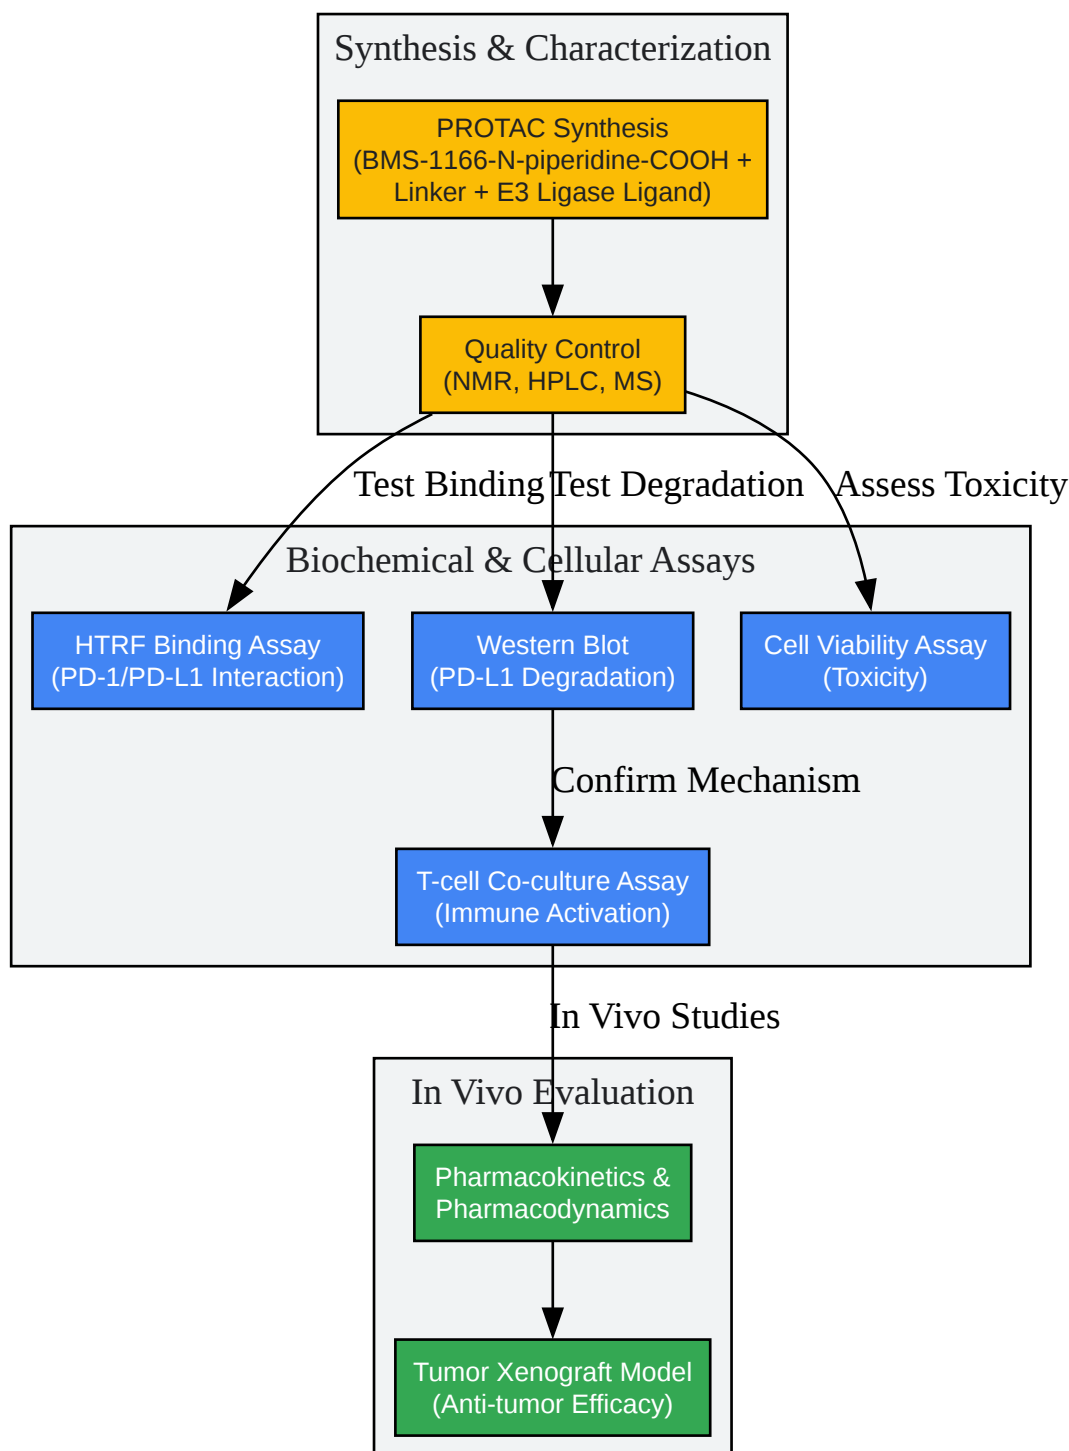 Synthesis & Characterization
PROTAC Synthesis
(BMS-1166-N-piperidine-COOH +
Linker + E3 Ligase Ligand)
Quality Control
(NMR, HPLC, MS)
Test Binding
Test Degradation
Assess Toxicity
Biochemical & Cellular Assays
HTRF Binding Assay
(PD-1/PD-L1 Interaction)
Western Blot
(PD-L1 Degradation)
Cell Viability Assay
(Toxicity)
Confirm Mechanism
T-cell Co-culture Assay
(Immune Activation)
In Vivo Studies
In Vivo Evaluation
Pharmacokinetics &
Pharmacodynamics
Tumor Xenograft Model
(Anti-tumor Efficacy)